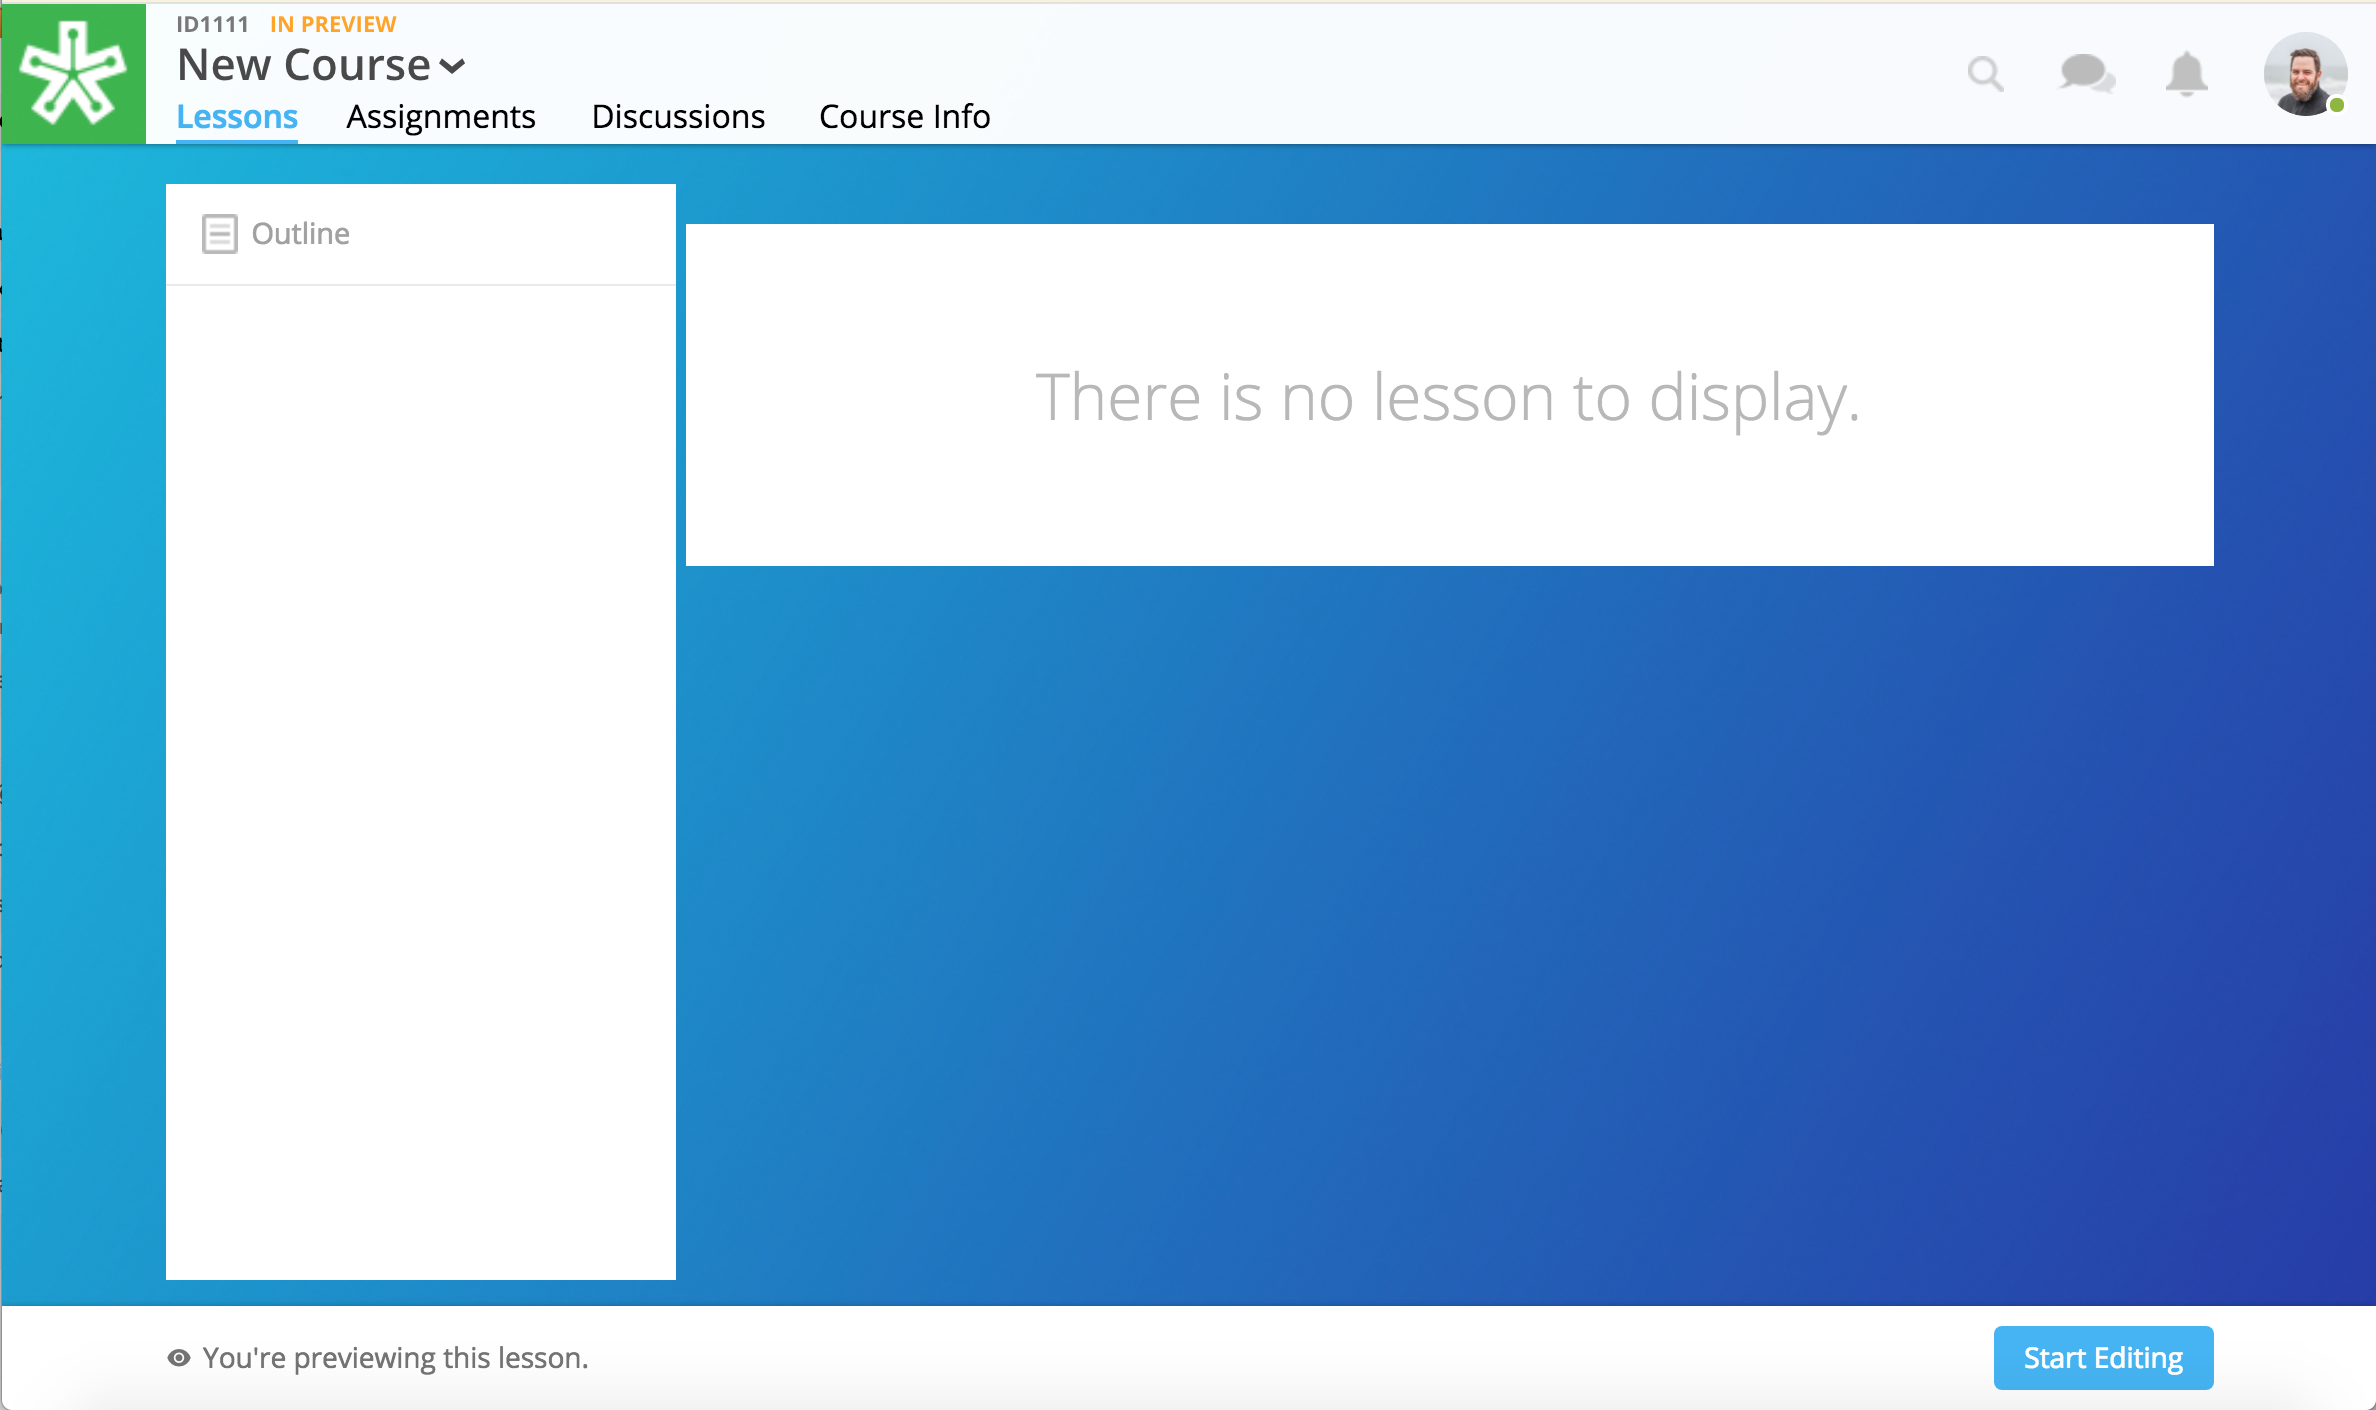 ID1111 IN PREVIEW
New Course
Lessons Assignments Discussions Course Info
Outline
There is no lesson to display.
You're previewing this lesson.
Start Editing